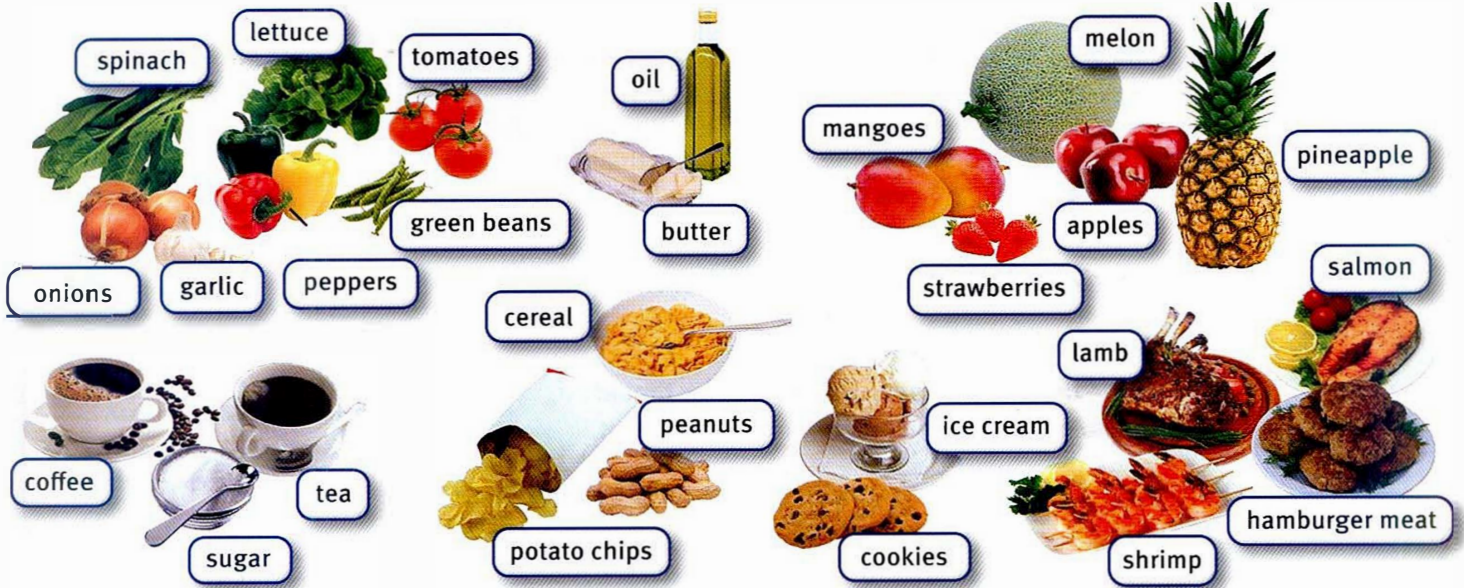 lettuce
spinach
tomatoes
green beans
onions
garlic
peppers
oil
butter
melon
mangoes
pineapple
apples
strawberries
coffee
tea
sugar
cereal
peanuts
potato chips
ice cream
cookies
salmon
lamb
hamburger meat
shrimp